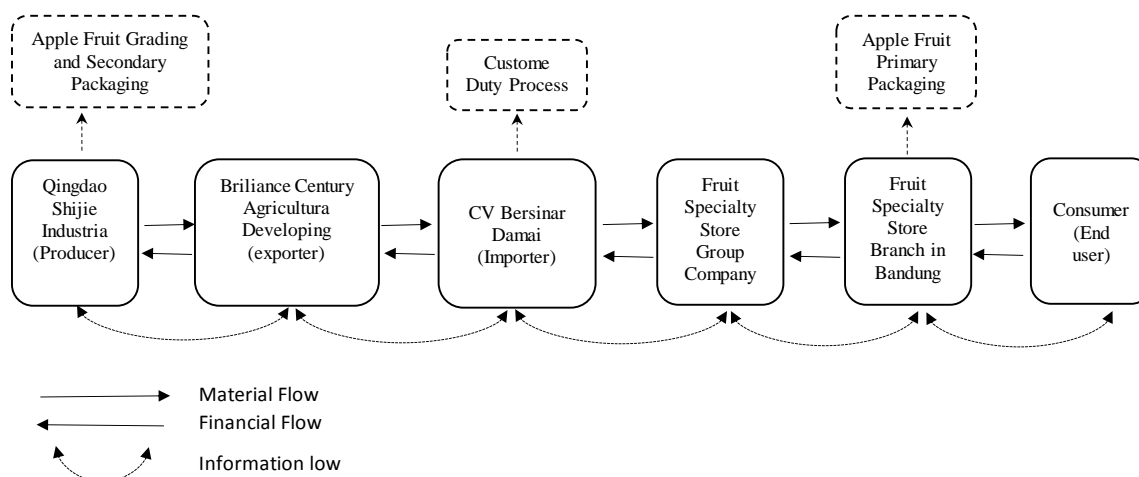 Apple Fruit Grading
and Secondary
Packaging
Custome
Duty Process
Apple Fruit
Primary
Packaging
Qingdao
Shijie
Industria
(Producer)
Briliance Century
Agricultura
Developing
(exporter)
CV Bersinar
Damai
(Importer)
Fruit
Specialty
Store
Group
Company
Fruit
Specialty
Store
Branch in
Bandung
Consumer
(End
user)
Material Flow
Financial Flow
Information low